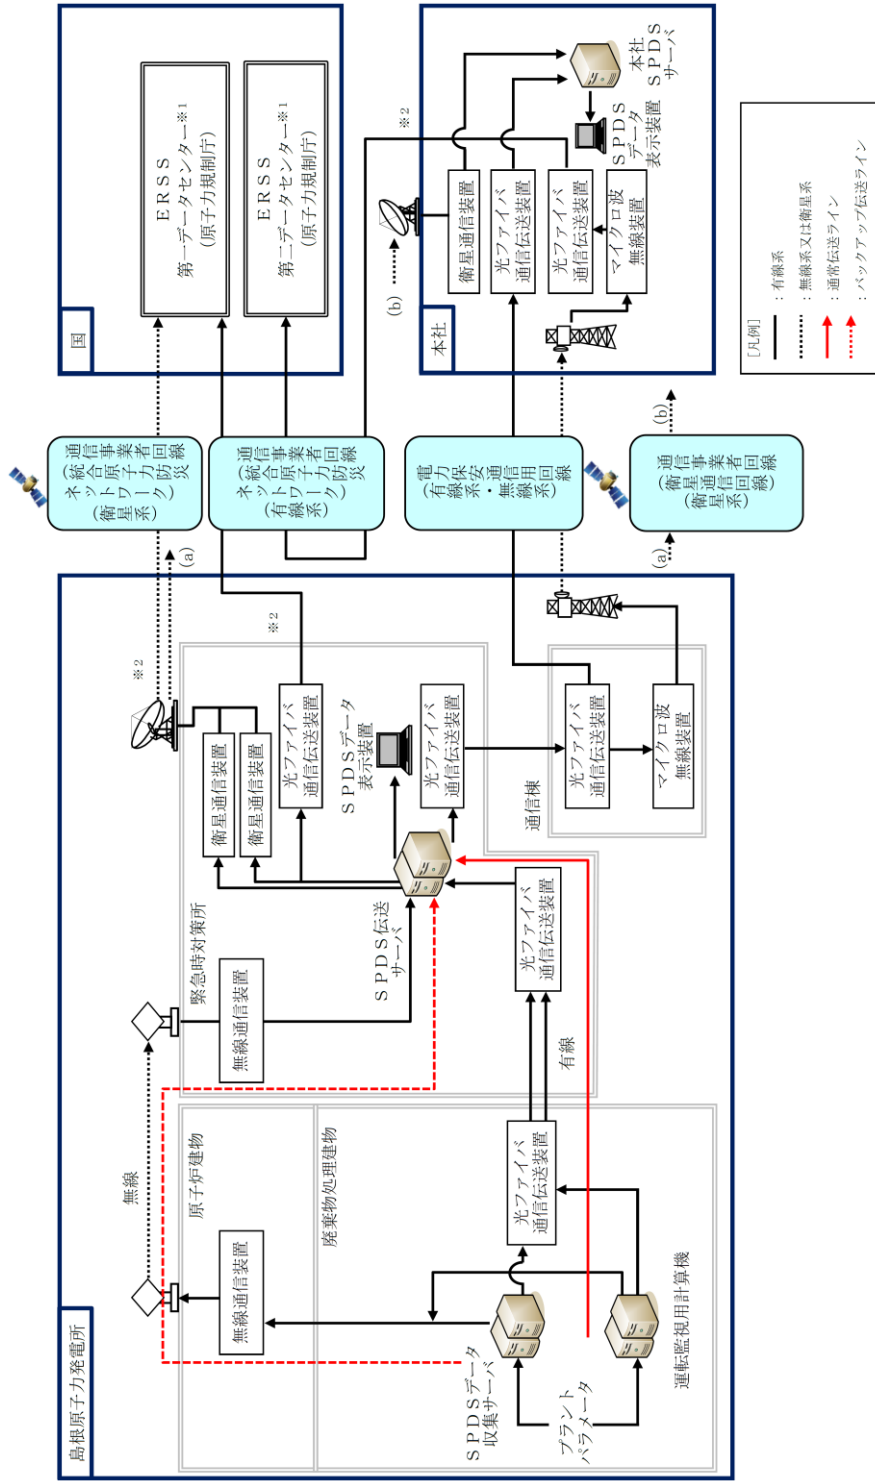 島根原子力発電所
原子炉建物
廃棄物処理建物
無線
無線通信装置
SPDSデータ
収集サーバ
プラント
パラメータ
運転監視用計算機
光ファイバ
通信伝送装置
有線
緊急時対策所
無線通信装置
SPDS伝送
サーバ
光ファイバ
通信伝送装置
衛星通信装置
衛星通信装置
光ファイバ
通信伝送装置
SPDSデータ
表示装置
光ファイバ
通信伝送装置
通信棟
光ファイバ
通信伝送装置
マイクロ波
無線装置
※2
※2
(a)
通信事業者回線
(統合原子力防災
ネットワーク)
(衛星系)
通信事業者回線
(統合原子力防災
ネットワーク)
(有線系)
電力保安通信用回線
(有線系・無線系)
(a)
通信事業者回線
(衛星通信回線)
(衛星系)
(b)
国
ERSS
第一データセンター※1
(原子力規制庁)
ERSS
第二データセンター※1
(原子力規制庁)
本社
(b)
※2
衛星通信装置
光ファイバ
通信伝送装置
光ファイバ
通信伝送装置
マイクロ波
無線装置
本社
SPDS
サーバ
SPDS
データ
表示装置
[凡例]
:有線系
:無線系又は衛星系
:通常伝送ライン
:バックアップ伝送ライン